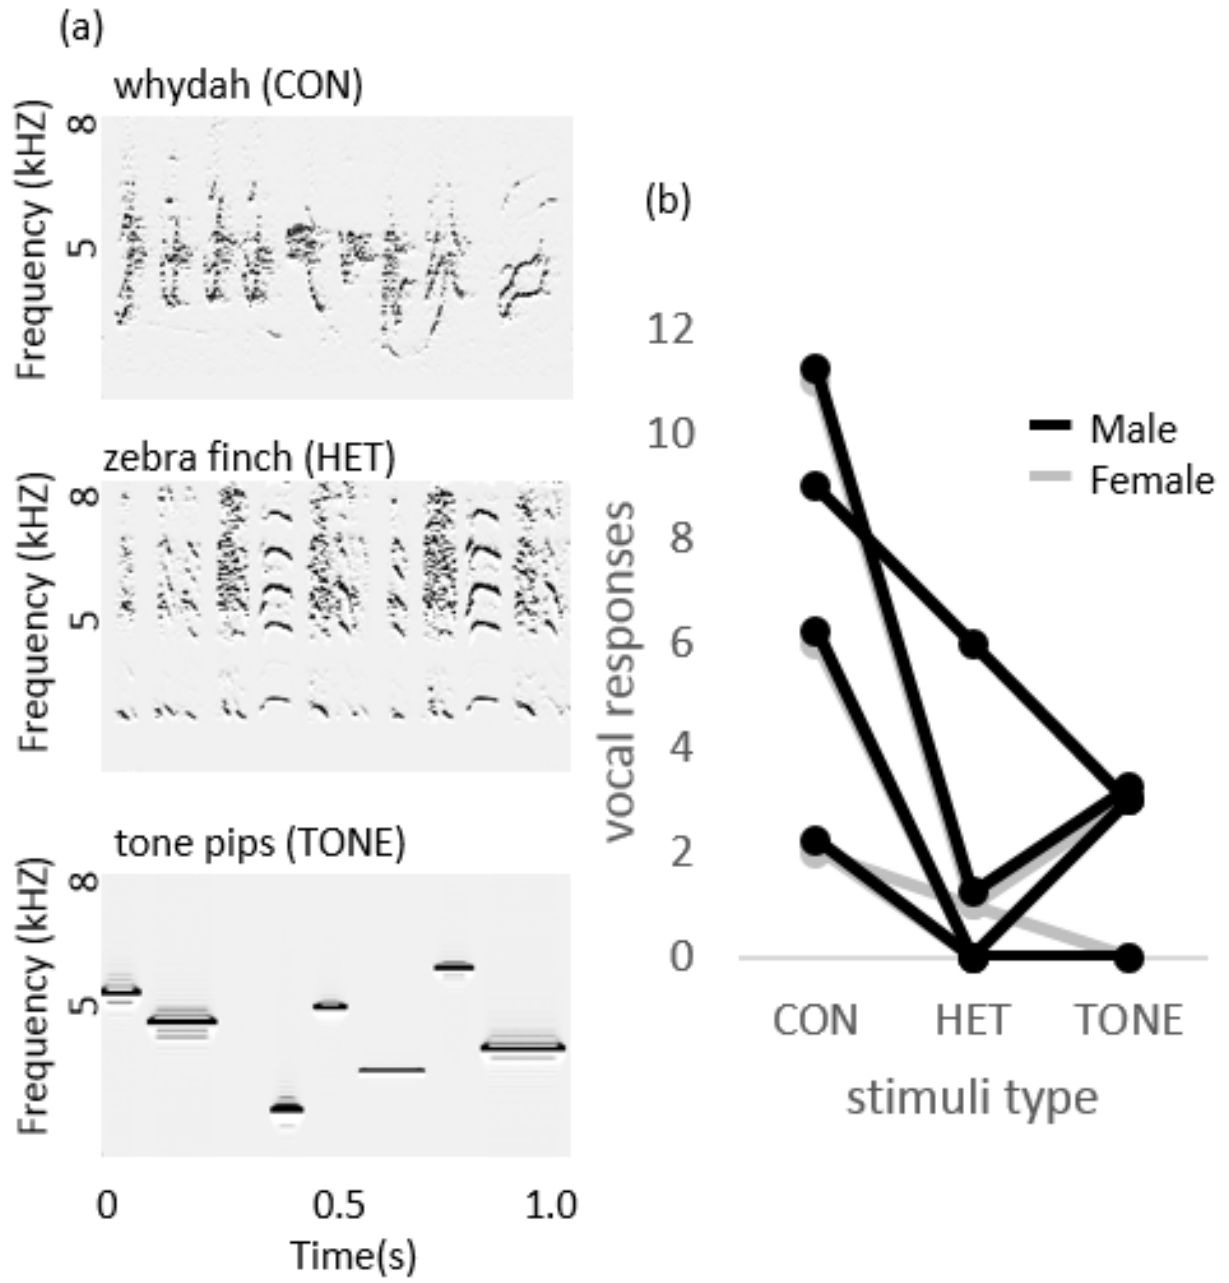 (a)
whydah (CON)
Frequency (kHZ)
8
5
zebra finch (HET)
Frequency (kHZ)
8
5
tone pips (TONE)
Frequency (kHZ)
8
5
0 0.5 1.0
Time(s)
(b)
vocal responses
12
10
8
6
4
2
0
Male
Female
CON HET TONE
stimuli type